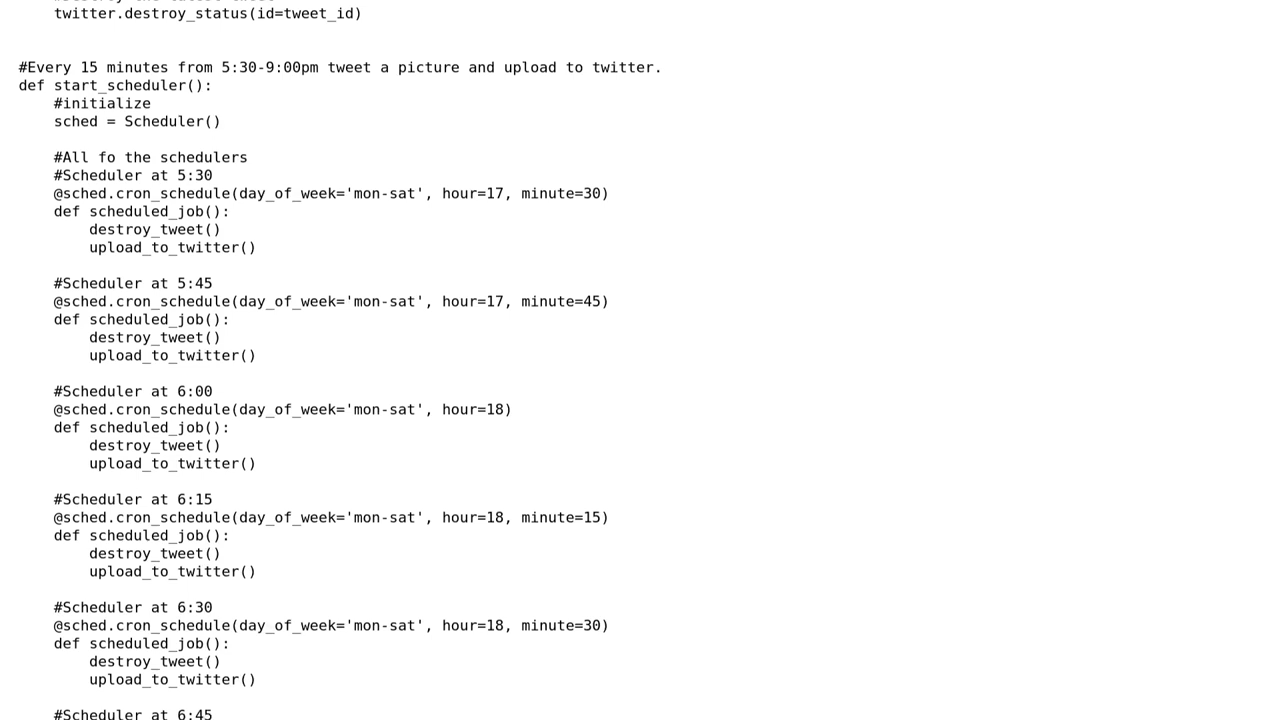 twitter.destroy_status(id=tweet_id)
#Every 15 minutes from 5:30-9:00pm tweet a picture and upload to twitter.
def start_scheduler():
    #initialize
    sched = Scheduler()
    #All fo the schedulers
    #Scheduler at 5:30
    @sched.cron_schedule(day_of_week='mon-sat', hour=17, minute=30)
    def scheduled_job():
        destroy_tweet()
        upload_to_twitter()
    #Scheduler at 5:45
    @sched.cron_schedule(day_of_week='mon-sat', hour=17, minute=45)
    def scheduled_job():
        destroy_tweet()
        upload_to_twitter()
    #Scheduler at 6:00
    @sched.cron_schedule(day_of_week='mon-sat', hour=18)
    def scheduled_job():
        destroy_tweet()
        upload_to_twitter()
    #Scheduler at 6:15
    @sched.cron_schedule(day_of_week='mon-sat', hour=18, minute=15)
    def scheduled_job():
        destroy_tweet()
        upload_to_twitter()
    #Scheduler at 6:30
    @sched.cron_schedule(day_of_week='mon-sat', hour=18, minute=30)
    def scheduled_job():
        destroy_tweet()
        upload_to_twitter()
    #Scheduler at 6:45